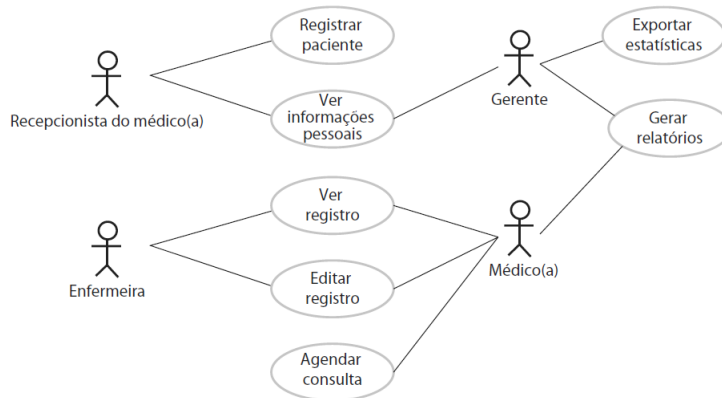 Registrar
paciente
Exportar
estatísticas
Recepcionista do médico(a)
Ver
informações
pessoais
Gerente
Gerar
relatórios
Ver
registro
Enfermeira
Médico(a)
Editar
registro
Agendar
consulta